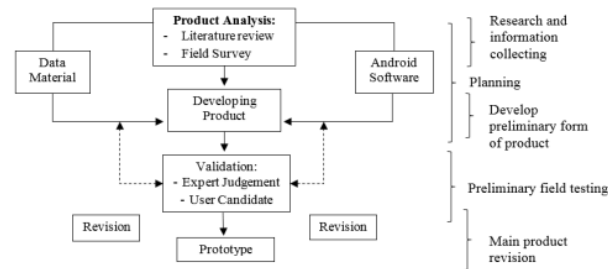 Product Analysis:
- Literature review
- Field Survey
Data
Material
Android
Software
Developing
Product
Validation:
- Expert Judgement
- User Candidate
Revision
Revision
Prototype
Research and
information
collecting
Planning
Develop
preliminary form
of product
Preliminary field testing
Main product
revision